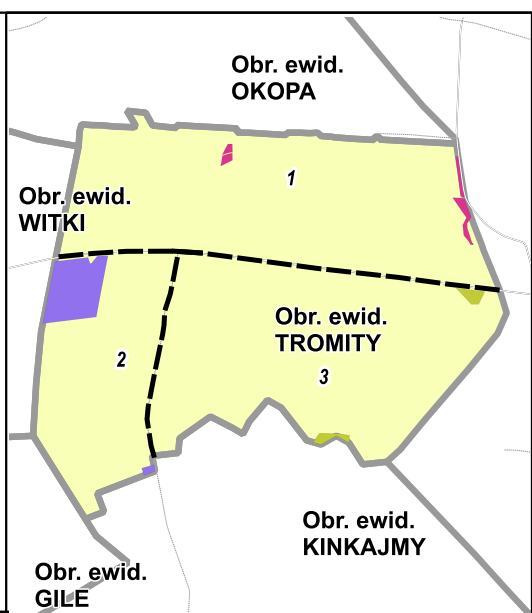 Obr. ewid.
OKOPA
1
Obr. ewid.
WITKI
Obr. ewid.
TROMITY
2
3
Obr. ewid.
KINKAJMY
Obr. ewid.
GILE